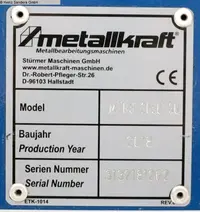 metallkraft
Metallbearbeitungsmaschinen
Stürmer Maschinen GmbH
www.metallkraft-maschinen.de
Dr.-Robert-Pfleger-Str.26
D-96103 Hallstadt
Model
Baujahr
Production Year
Serien Nummer
Serial Number
ETK-1014
REV